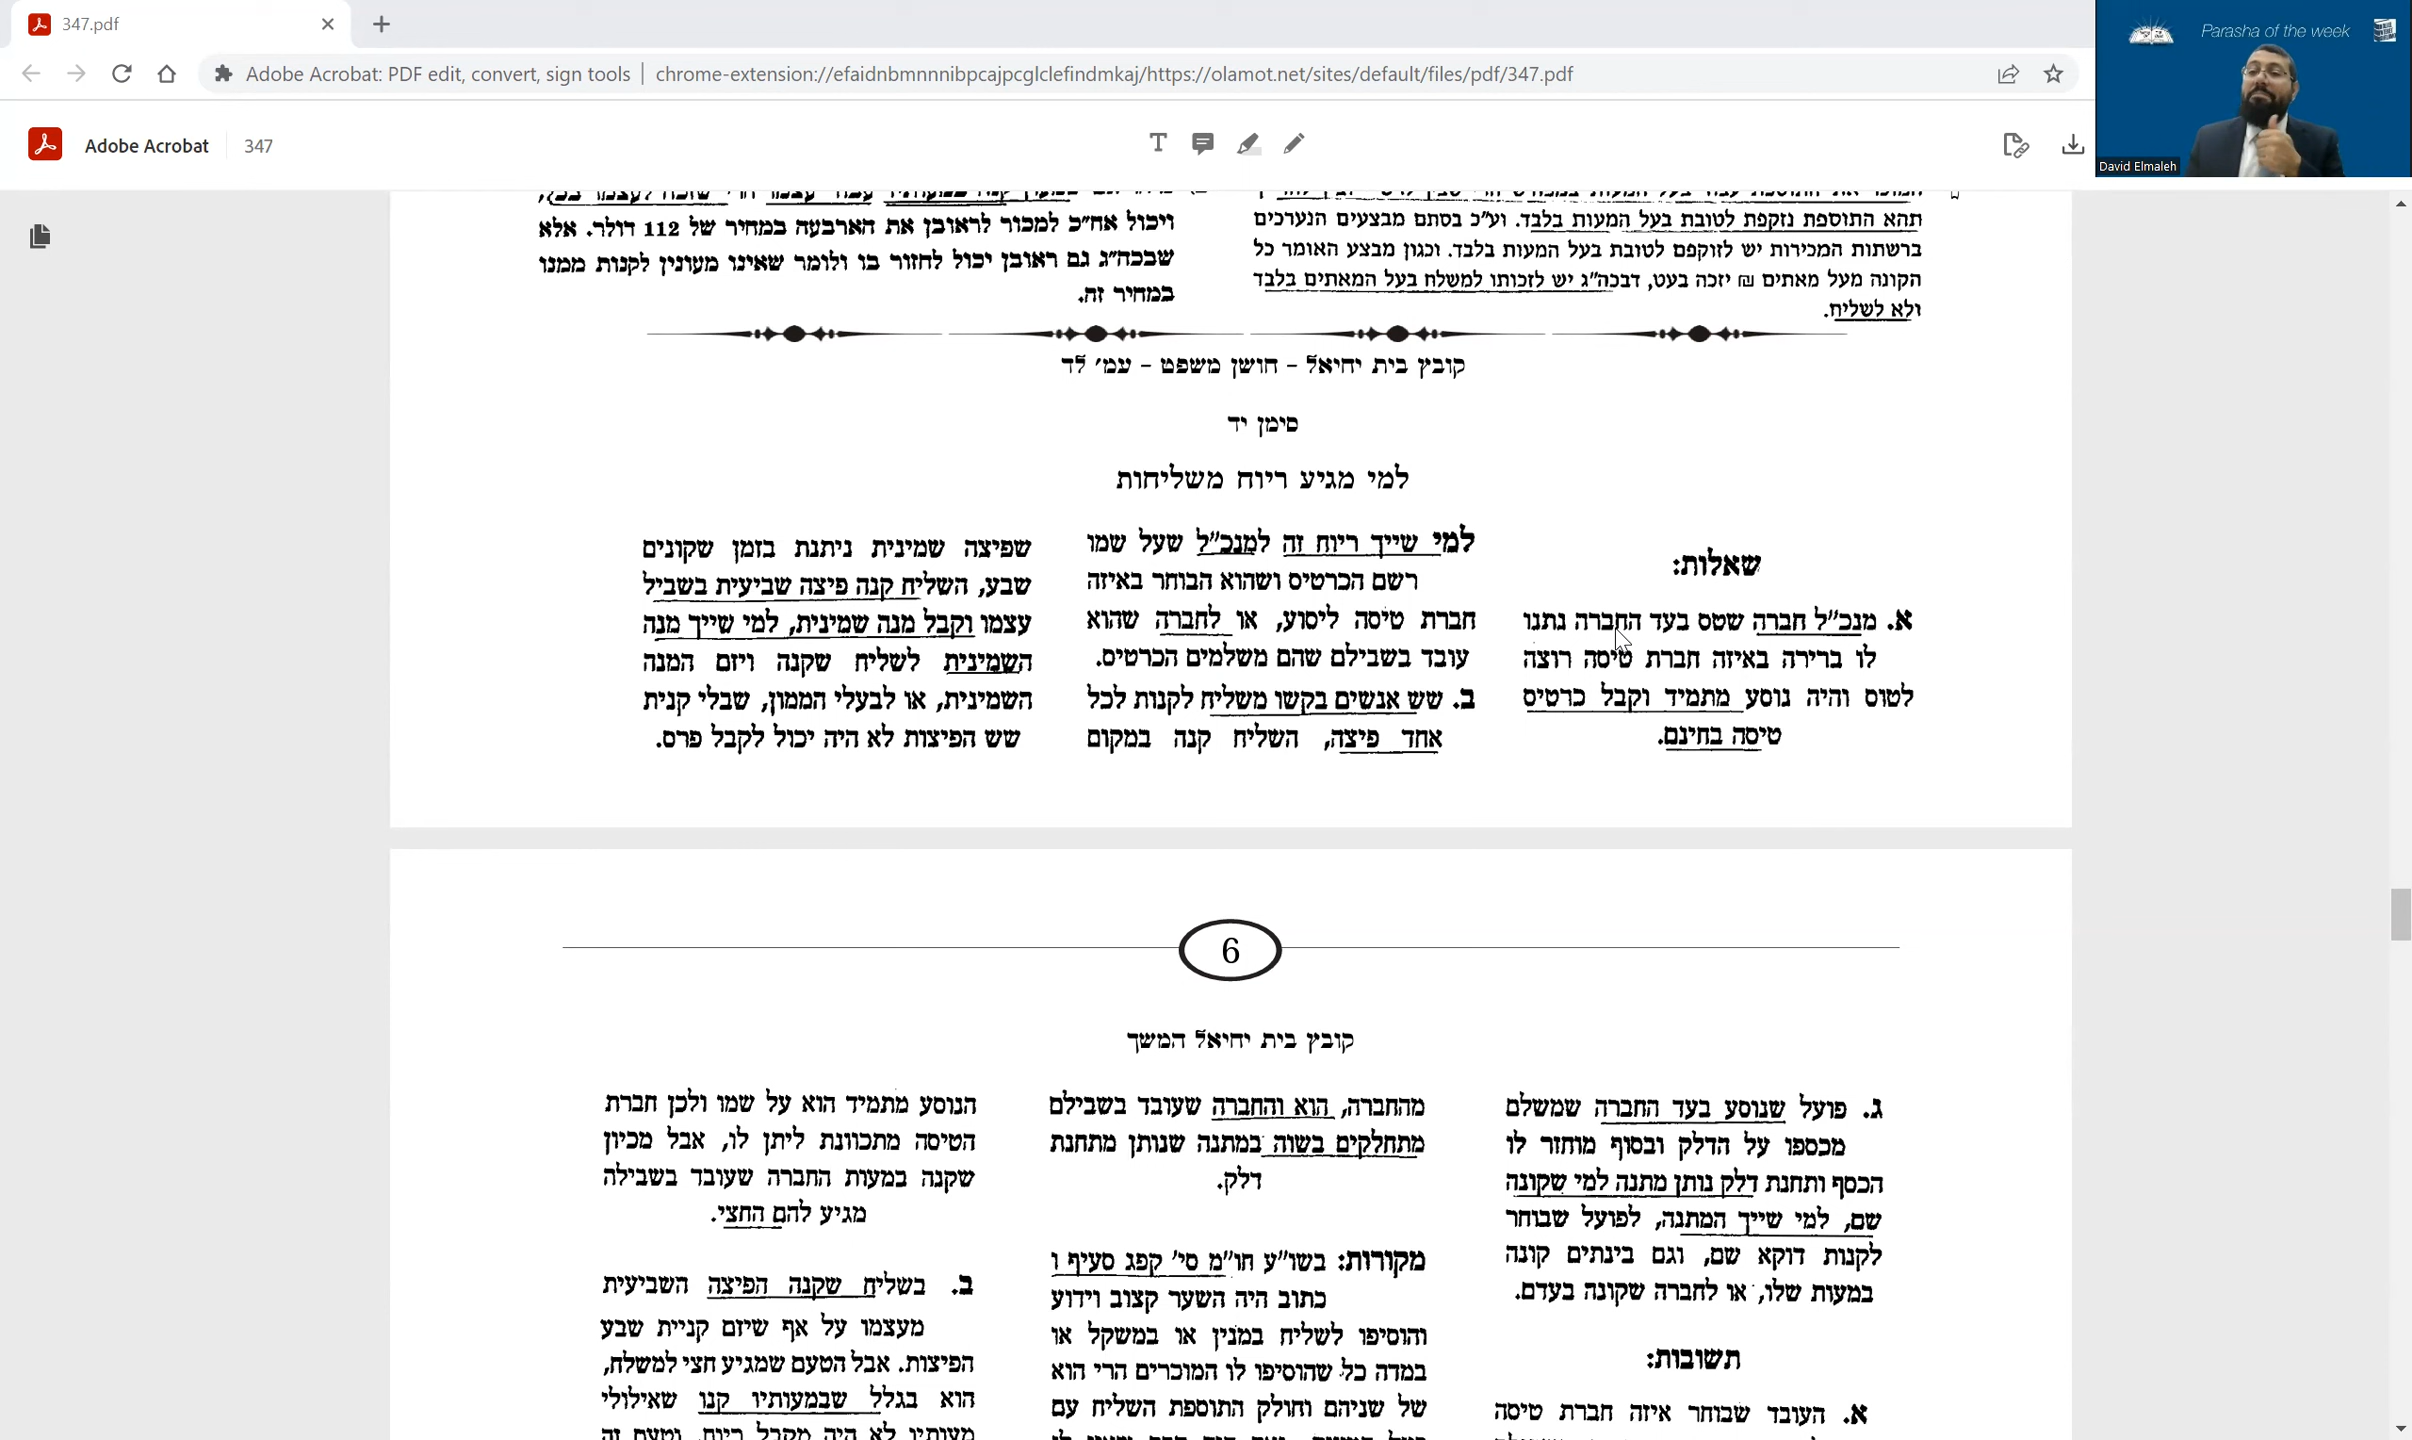 347.pdf
Adobe Acrobat: PDF edit, convert, sign tools
chrome-extension://efaidnbmnnnibpcajpcglclefindmkaj/https://olamot.net/sites/default/files/pdf/347.pdf
Parasha of the week
David Elmaleh
Adobe Acrobat
347
תהא התוספת נזקפת לטובת בעל המעות בלבד. וע״כ בסתם מבצעים הנערכים
ברשתות המכירות יש לזוקפם לטובת בעל המעות בלבד. וכגון מבצע האומר כל
הקונה מעל מאתים ₪ יזכה בעט, דבכה״ג יש לזכותו למשלח בעל המאתים בלבד
ולא לשליח.
ויכול אח״כ למכור לראובן את הארבעה במחיר של 112 דולר. אלא
שבכה״ג גם ראובן יכול לחזור בו ולומר שאינו מעונין לקנות ממנו
במחיר זה.
קובץ בית יחיאל - חושן משפט - עמ׳ לד
סימן יד
למי מגיע ריוח משליחות
שאלות:
א. מנכ״ל חברה שטס בעד החברה נתנו
לו ברירה באיזה חברת טיסה רוצה
לטוס והיה נוסע מתמיד וקבל כרטיס
טיסה בחינם.
למי שייך ריוח זה למנכ״ל שעל שמו
רשם הכרטיס ושהוא הבוחר באיזה
חברת טיסה ליסוע, או לחברה שהוא
עובד בשבילם שהם משלמים הכרטיס.
ב. שש אנשים בקשו משליח לקנות לכל
אחד פיצה, השליח קנה במקום
שפיצה שמינית ניתנת בזמן שקונים
שבע, השליח קנה פיצה שביעית בשביל
עצמו וקבל מנה שמינית, למי שייך מנה
השמינית לשליח שקנה ויזם המנה
השמינית, או לבעלי הממון, שבלי קנית
שש הפיצות לא היה יכול לקבל פרס.
6
קובץ בית יחיאל המשך
ג. פועל שנוסע בעד החברה שמשלם
מכספו על הדלק ובסוף מוחזר לו
הכסף ותחנת דלק נותן מתנה למי שקונה
שם, למי שייך המתנה, לפועל שבוחר
לקנות דוקא שם, וגם בינתים קונה
במעות שלו, או לחברה שקונה בעדם.
תשובות:
א. העובד שבוחר איזה חברת טיסה
מהחברה, הוא והחברה שעובד בשבילם
מתחלקים בשוה במתנה שנותן מתחנת
דלק.
מקורות: בשו״ע חו״מ סי׳ קפג סעיף ו
כתוב היה השער קצוב וידוע
והוסיפו לשליח במנין או במשקל או
במדה כל שהוסיפו לו המוכרים הרי הוא
של שניהם וחולק התוספת השליח עם
הנוסע מתמיד הוא על שמו ולכן חברת
הטיסה מתכוונת ליתן לו, אבל מכיון
שקנה במעות החברה שעובד בשבילה
מגיע להם החצי.
ב. בשליח שקנה הפיצה השביעית
מעצמו על אף שיזם קניית שבע
הפיצות. אבל הטעם שמגיע חצי למשלח,
הוא בגלל שבמעותיו קנו שאילולי
מעותיו לא היה מקבל ריוח. וטעם זה